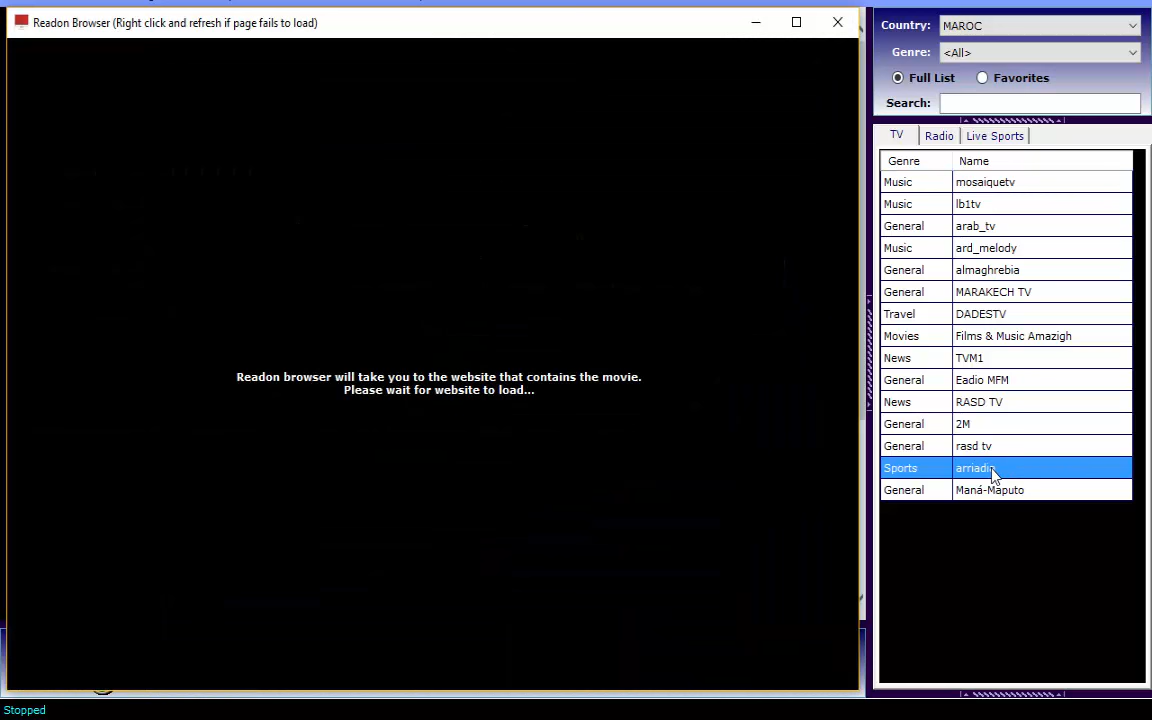 Readon Browser (Right click and refresh if page fails to load)
Readon browser will take you to the website that contains the movie.
Please wait for website to load...
Stopped
Country: MAROC
Genre: <All>
Full List Favorites
Search:
TV Radio Live Sports
Genre Name
Music mosaiquetv
Music lb1tv
General arab_tv
Music ard_melody
General almaghrebia
General MARAKECH TV
Travel DADESTV
Movies Films & Music Amazigh
News TVM1
General Eadio MFM
News RASD TV
General 2M
General rasd tv
Sports arriadia
General Maná-Maputo